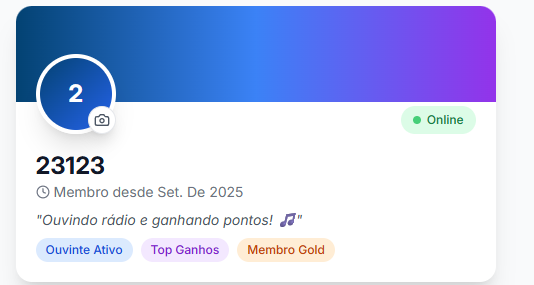 2
Online
23123
Membro desde Set. De 2025
"Ouvindo rádio e ganhando pontos! 🎵"
Ouvinte Ativo
Top Ganhos
Membro Gold